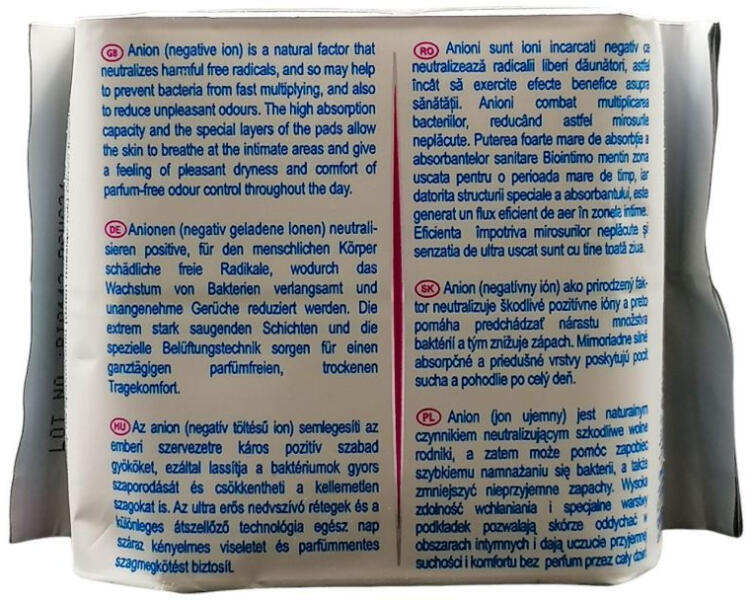 GB Anion (negative ion) is a natural factor that
neutralizes harmful free radicals, and so may help
to prevent bacteria from fast multiplying, and also
to reduce unpleasant odours. The high absorption
capacity and the special layers of the pads allow
the skin to breathe at the intimate areas and give
a feeling of pleasant dryness and comfort of
parfum-free odour control throughout the day.
DE Anionen (negativ geladene Ionen) neutrali-
sieren positive, für den menschlichen Körper
schädliche freie Radikale, wodurch das
Wachstum von Bakterien verlangsamt und
unangenehme Gerüche reduziert werden. Die
extrem stark saugenden Schichten und die
spezielle Belüftungstechnik sorgen für einen
ganztägigen parfümfreien, trockenen
Tragekomfort.
HU Az anion (negatív töltésű ion) semlegesíti az
emberi szervezetre káros pozitív szabad
gyököket, ezáltal lassítja a baktériumok gyors
szaporodását és csökkentheti a kellemetlen
szagokat is. Az ultra erős nedvszívó rétegek és a
különleges átszellőző technológia egész nap
száraz kényelmes viseletet és parfümmentes
szagmegkötést biztosít.
RO Anioni sunt ioni incarcati negativ ce
neutralizează radicalii liberi dăunători, astfel
încât să exercite efecte benefice asupra
sănătății. Anioni combat multiplicarea
bacteriilor, reducând astfel mirosurile
neplăcute. Puterea foarte mare de absorbție a
absorbantelor sanitare Biointimo mentin zona
uscata pentru o perioada mare de timp, iar
datorita structurii speciale a absorbantului, este
generat un flux eficient de aer în zonele intime.
Eficienta împotriva mirosurilor neplăcute și
senzatia de ultra uscat sunt cu tine toată ziua.
SK Anion (negatívny ión) ako prirodzený fak-
tor neutralizuje škodlivé pozitívne ióny a preto
pomáha predchádzať nárastu množstva
baktérií a tým znižuje zápach. Mimoriadne silné
absorpčné a priedušné vrstvy poskytujú pocit
sucha a pohodlie po celý deň.
PL Anion (jon ujemny) jest naturalnym
czynnikiem neutralizującym szkodliwe wolne
rodniki, a zatem może pomóc zapobiec
szybkiemu namnażaniu się bakterii, a także
zmniejszyć nieprzyjemne zapachy. Wysoka
zdolność wchłaniania i specjalne warstwy
podkładek pozwalają skórze oddychać w
obszarach intymnych i dają uczucie przyjemnej
suchości i komfortu bez perfum przez cały dzień.
LOT NO.: